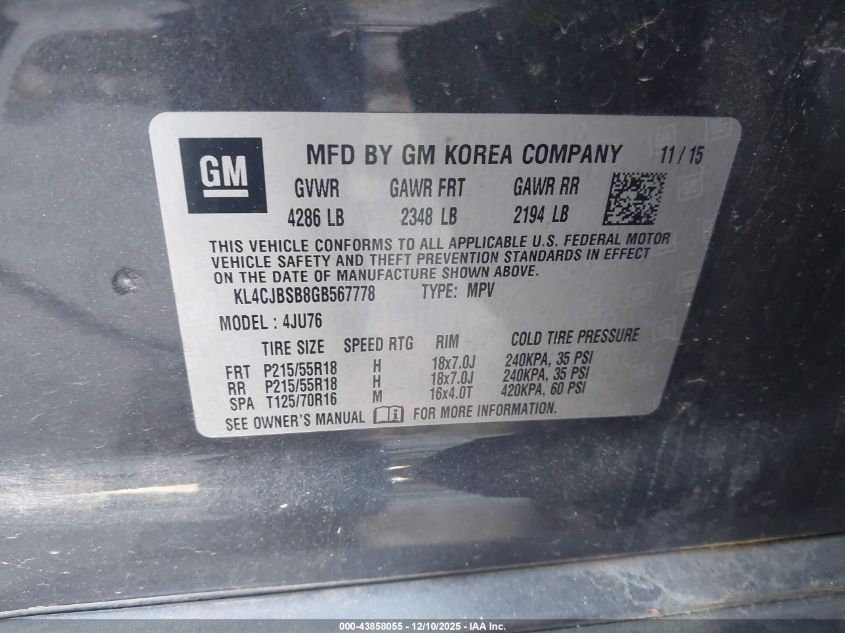 GM
MFD BY GM KOREA COMPANY 11 / 15
GVWR GAWR FRT GAWR RR
4286 LB 2348 LB 2194 LB
THIS VEHICLE CONFORMS TO ALL APPLICABLE U.S. FEDERAL MOTOR
VEHICLE SAFETY AND THEFT PREVENTION STANDARDS IN EFFECT
ON THE DATE OF MANUFACTURE SHOWN ABOVE.
KL4CJBSB8GB567778 TYPE: MPV
MODEL : 4JU76
TIRE SIZE SPEED RTG RIM COLD TIRE PRESSURE
FRT P215/55R18 H 18x7.0J 240KPA, 35 PSI
RR P215/55R18 H 18x7.0J 240KPA, 35 PSI
SPA T125/70R16 M 16x4.0T 420KPA, 60 PSI
SEE OWNER'S MANUAL FOR MORE INFORMATION.
000-43858055 - 12/10/2025 - IAA Inc.